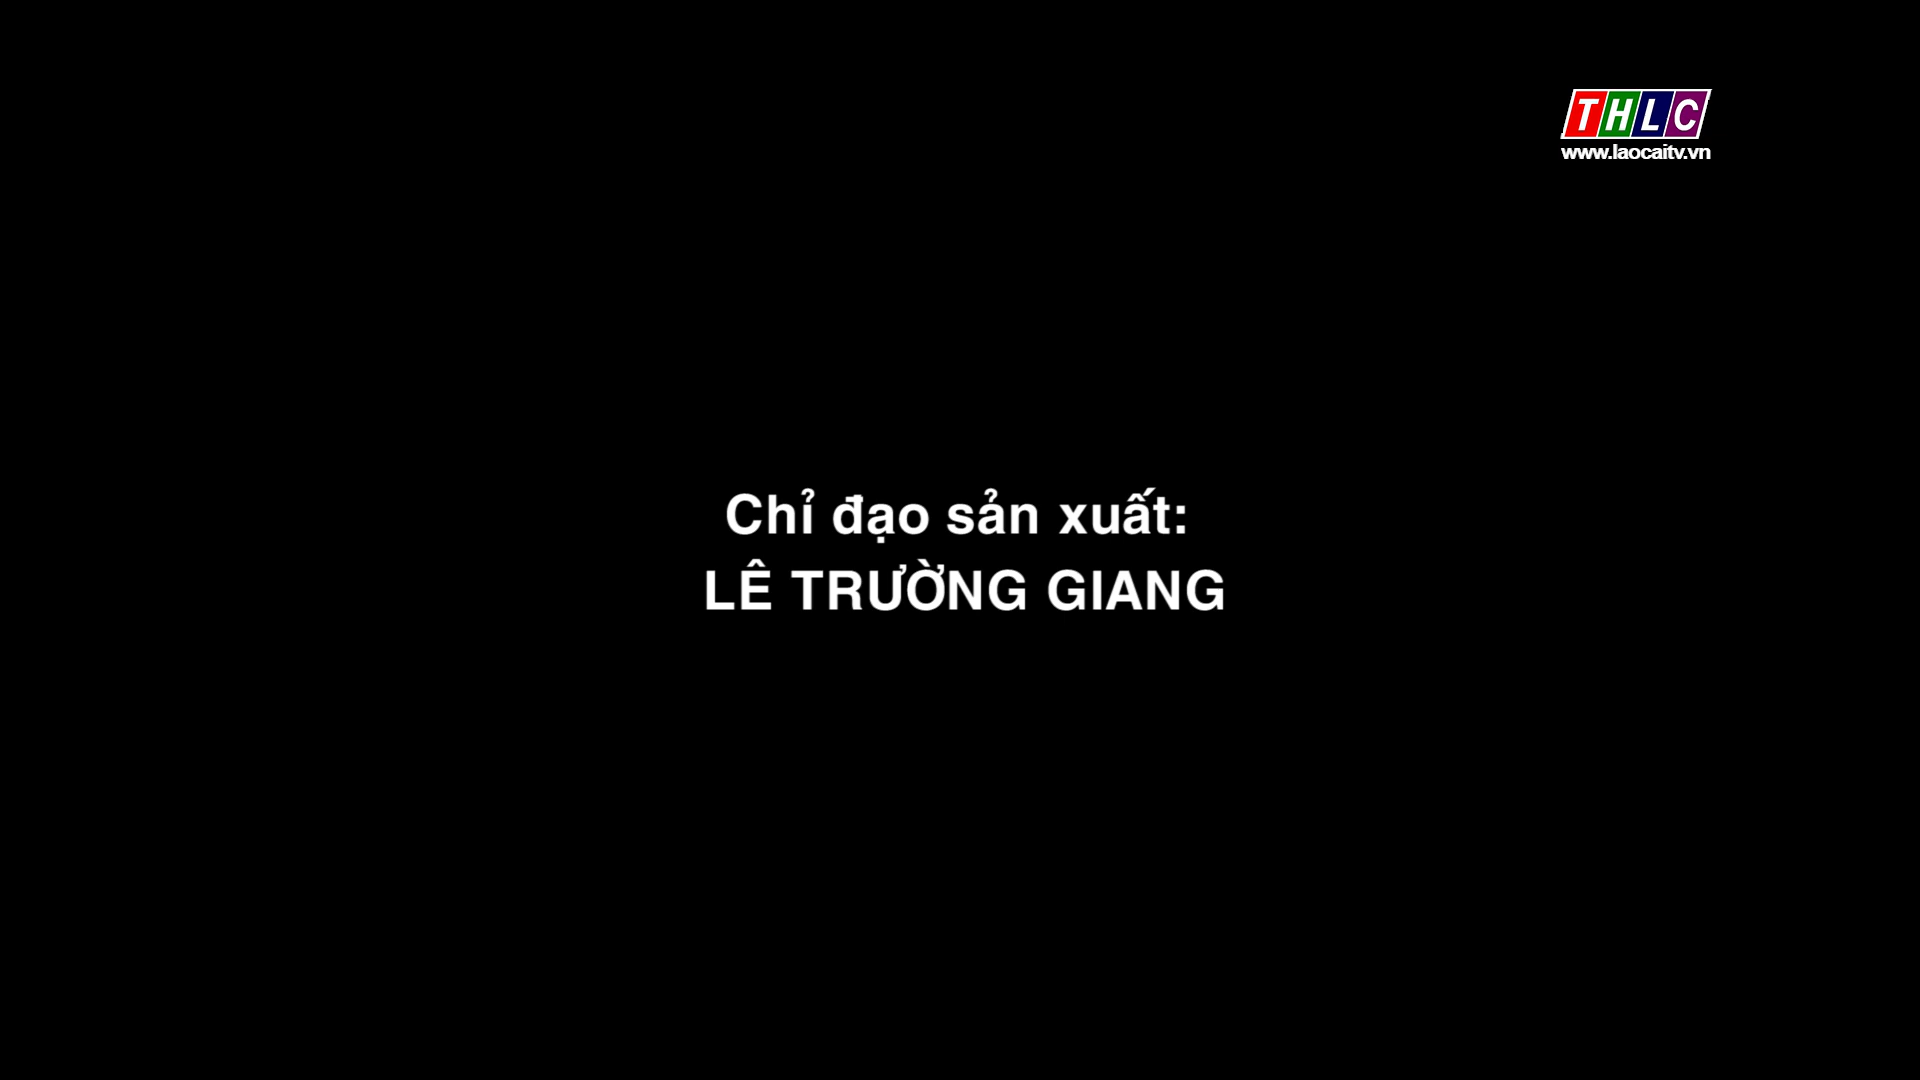 THLC
www.laocaitv.vn
Chỉ đạo sản xuất:
LÊ TRƯỜNG GIANG